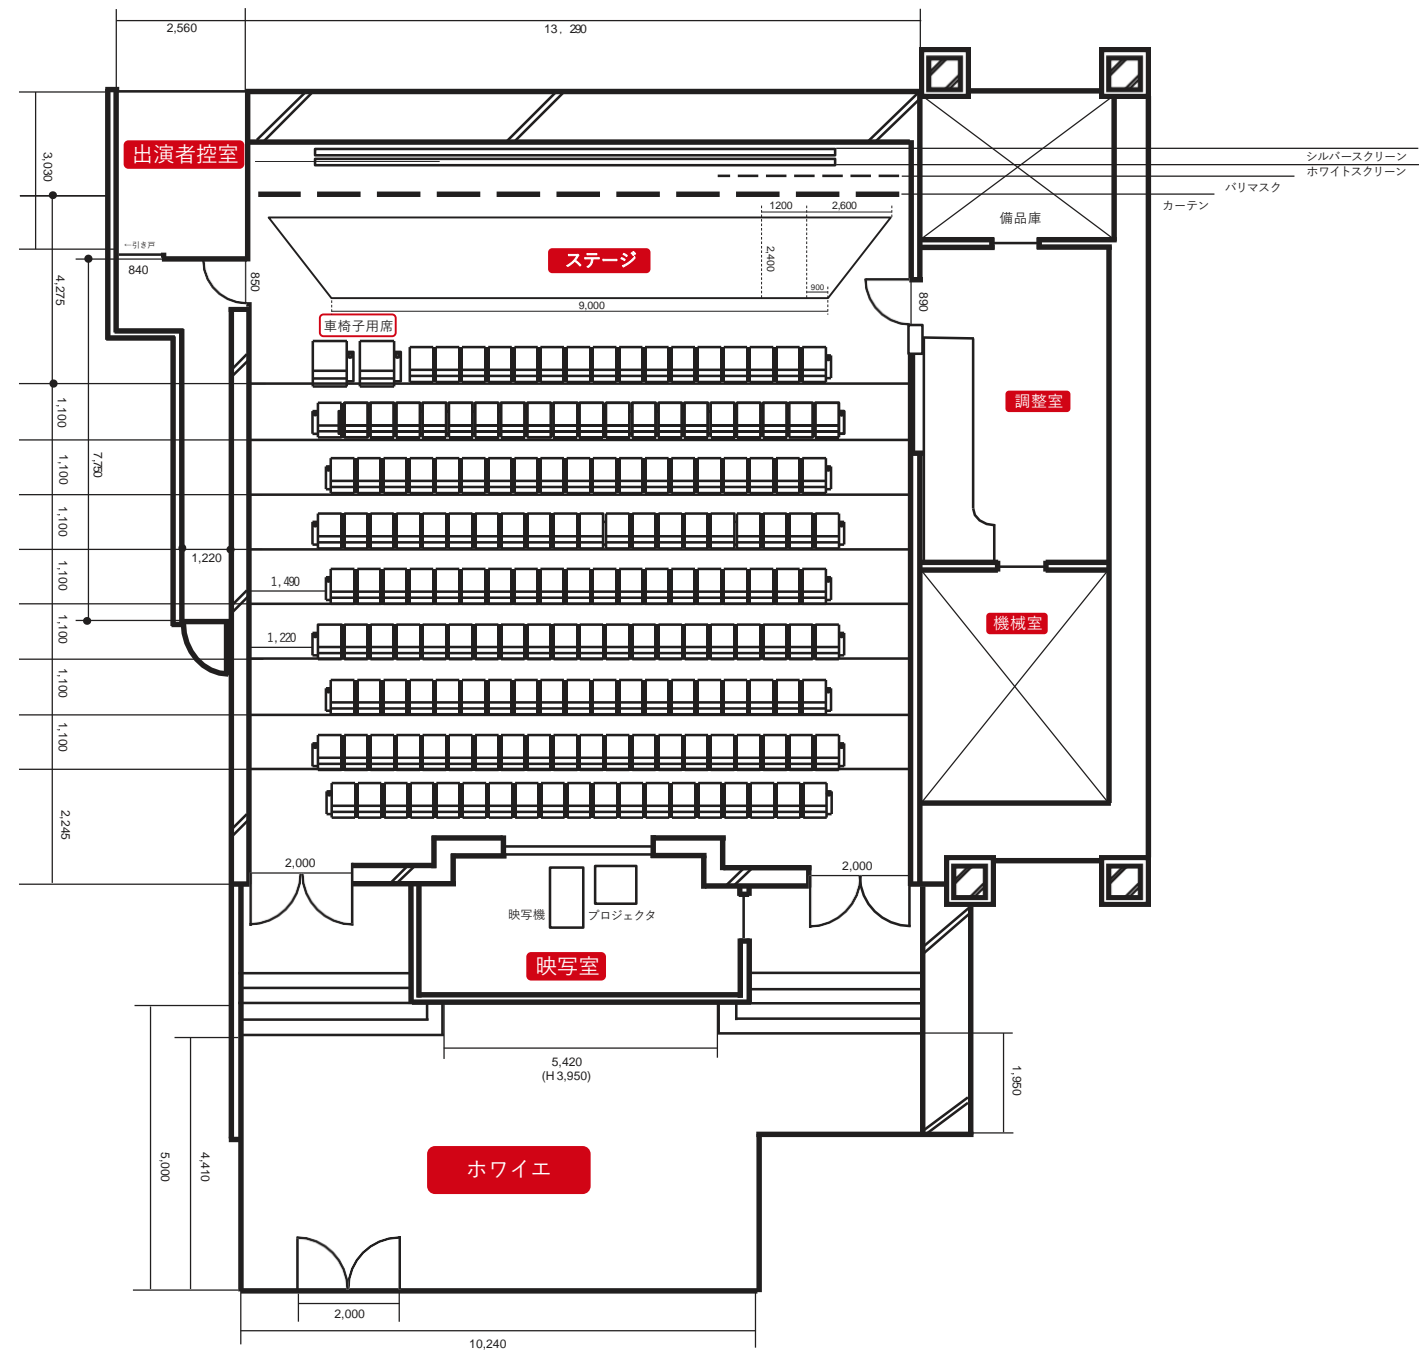 2,560
13，290
出演者控室
3,030
シルバースクリーン
ホワイトスクリーン
バリマスク
カーテン
備品庫
1200
2,600
←引き戸
840
850
ステージ
2,400
900
9,000
890
4,275
車椅子用席
調整室
1,100
1,100
7,750
1,100
1,220
1,100
1,490
1,100
1,220
機械室
1,100
1,100
2,245
2,000
2,000
映写機
プロジェクタ
映写室
5,420
(H 3,950)
1,950
5,000
4,410
ホワイエ
2,000
10,240